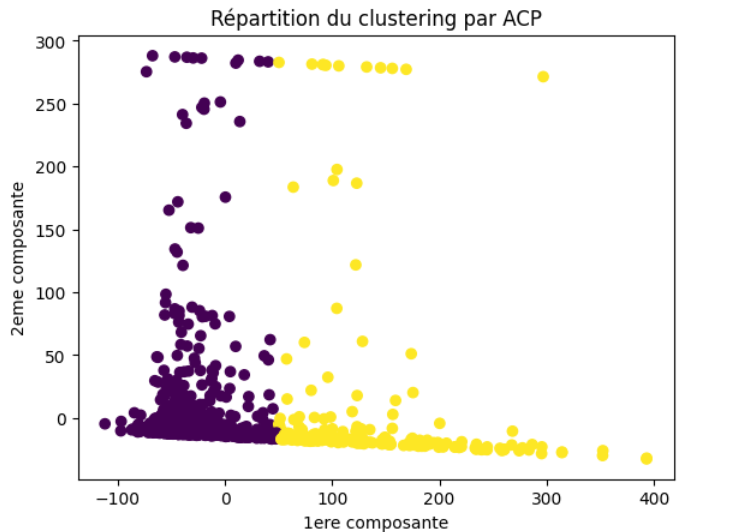 Répartition du clustering par ACP
300
250
200
150
100
50
0
2eme composante
−100 0 100 200 300 400
1ere composante